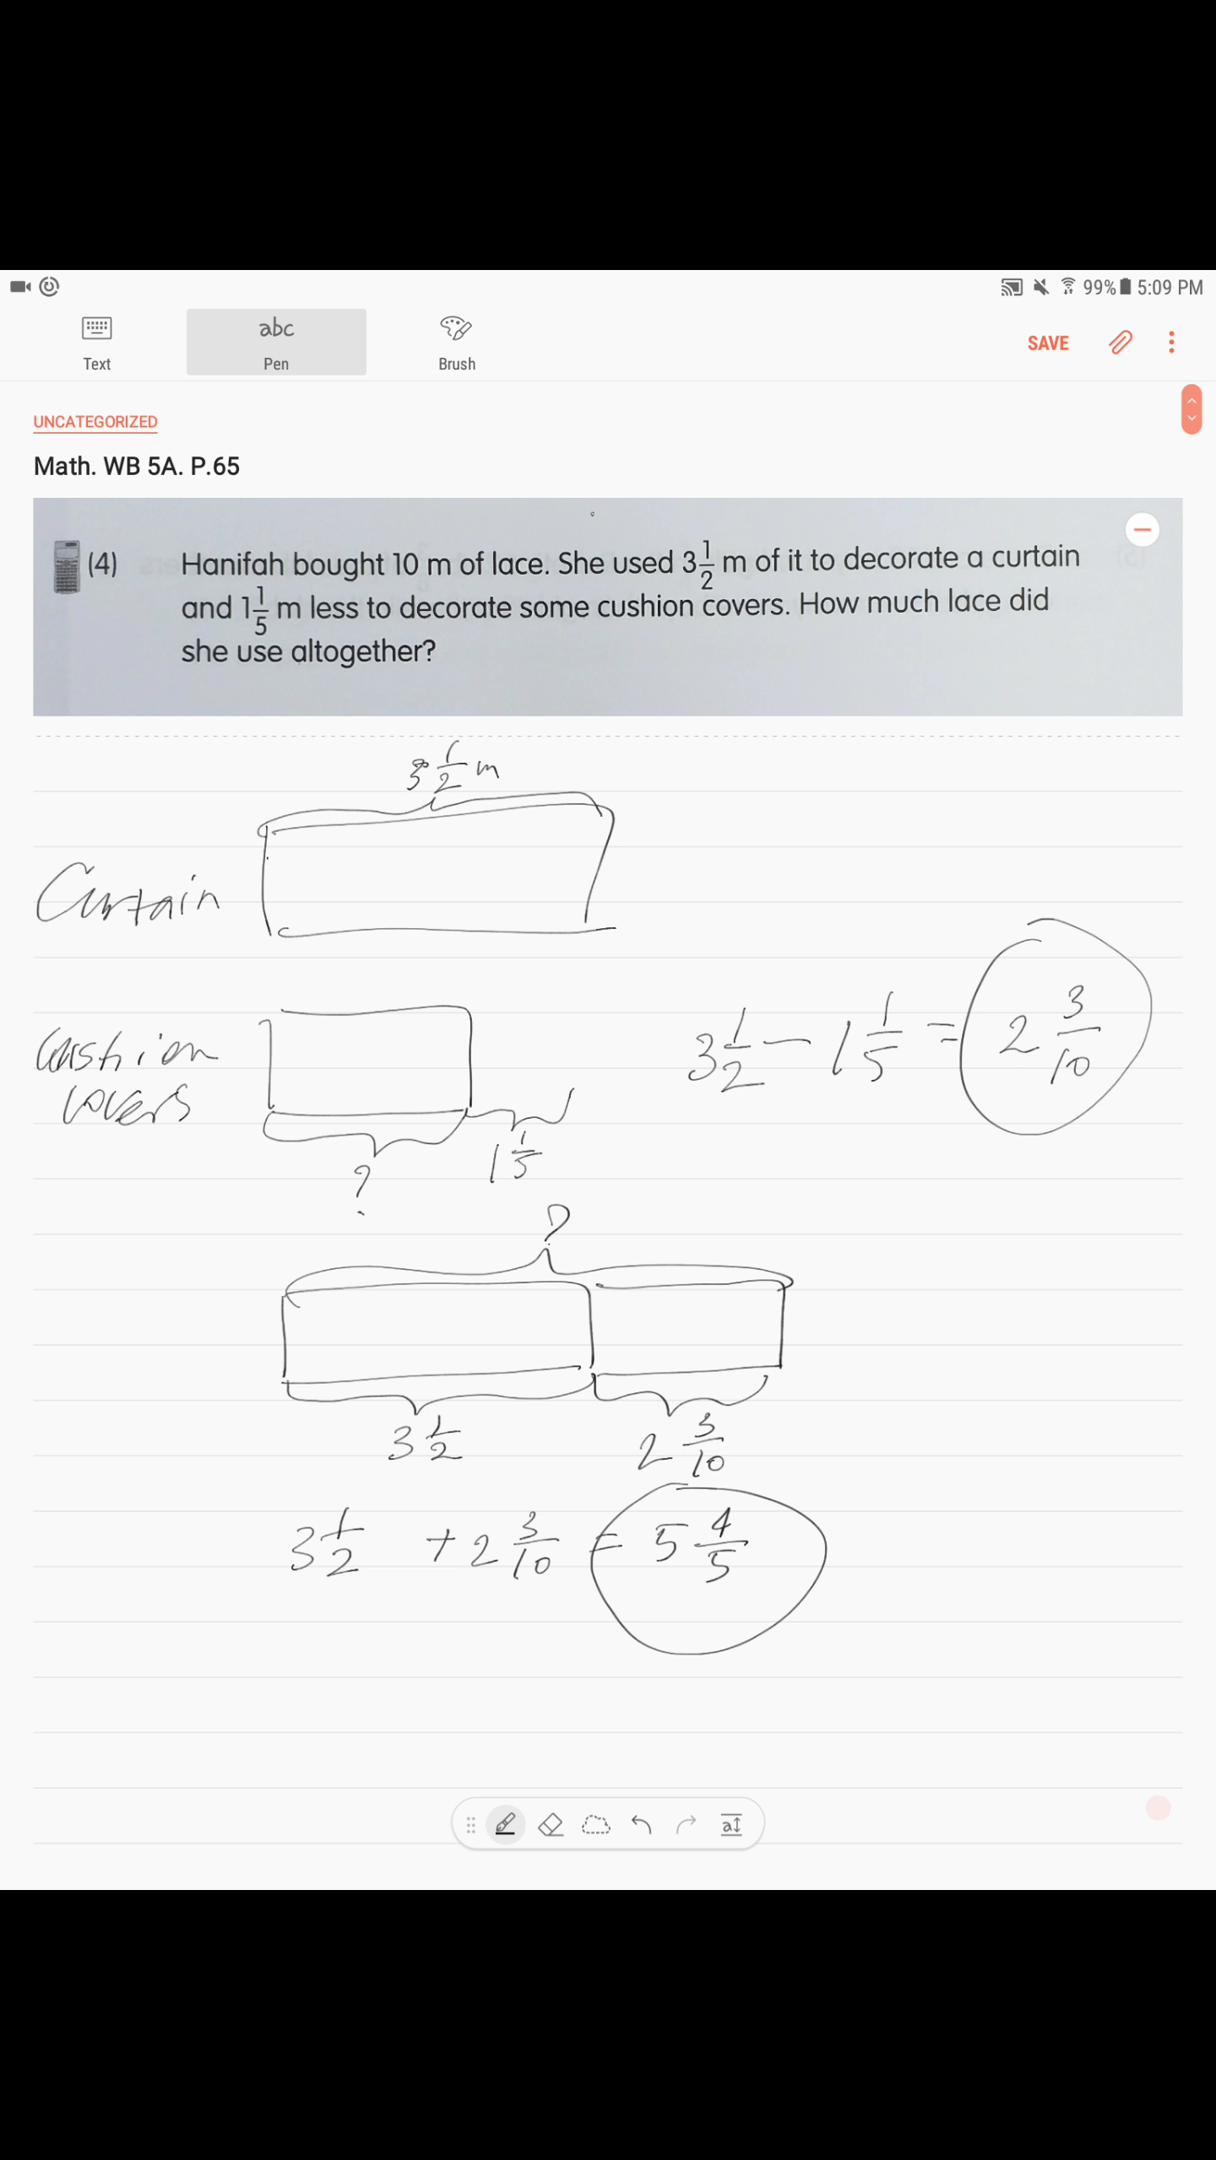 99% 5:09 PM
Text
abc
Pen
Brush
SAVE
UNCATEGORIZED
Math. WB 5A. P.65
(4) Hanifah bought 10 m of lace. She used 3 1/2 m of it to decorate a curtain
and 1 1/5 m less to decorate some cushion covers. How much lace did
she use altogether?
3 1/2 m
Curtain
Cushion
covers
3 1/2 − 1 1/5 = 2 3/10
?
1 1/5
?
3 1/2
2 3/10
3 1/2 + 2 3/10 = 5 4/5
a